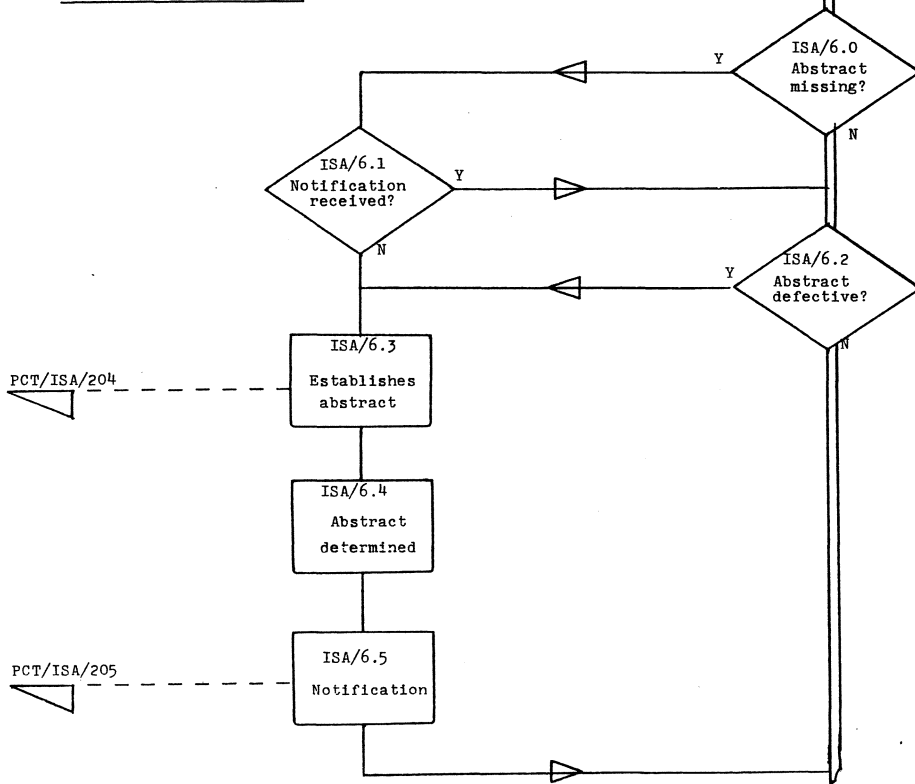 ISA/6.0
Abstract
missing?
Y
N
ISA/6.1
Notification
received?
Y
N
ISA/6.2
Abstract
defective?
Y
N
ISA/6.3
Establishes
abstract
PCT/ISA/204
ISA/6.4
Abstract
determined
ISA/6.5
Notification
PCT/ISA/205